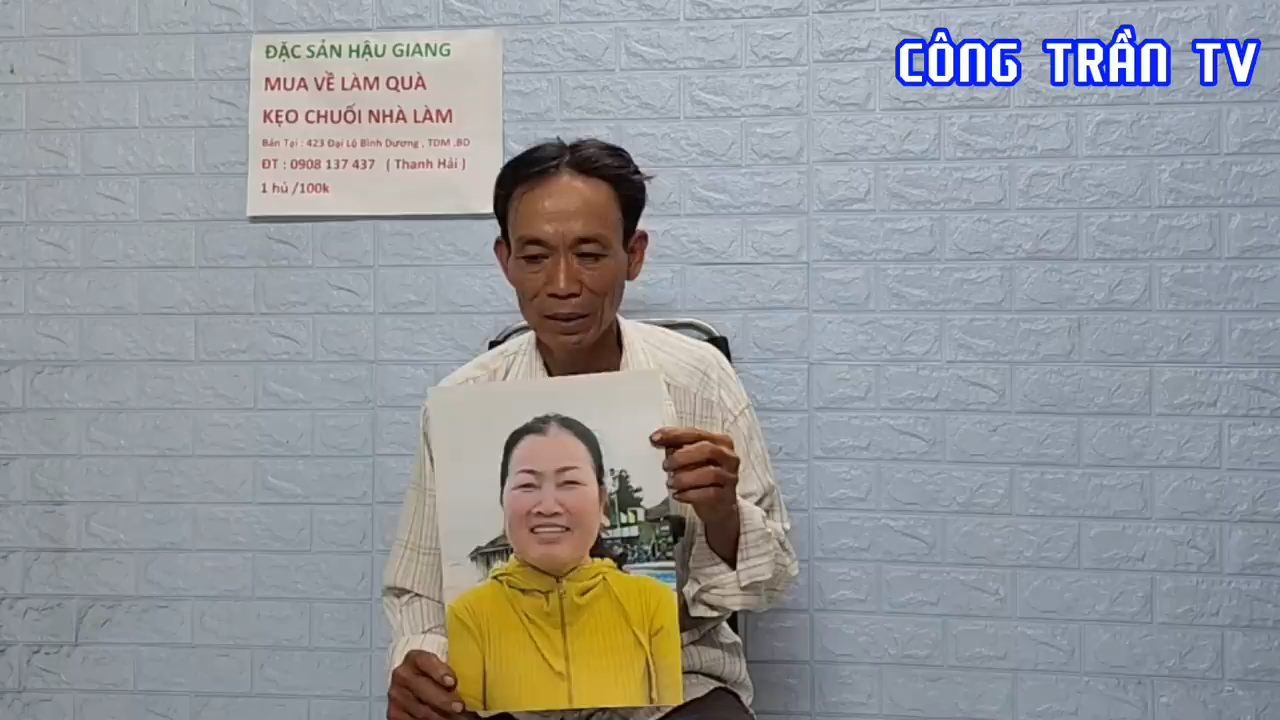 CÔNG TRẦN TV
ĐẶC SẢN HẬU GIANG
MUA VỀ LÀM QUÀ
KẸO CHUỐI NHÀ LÀM
Bán Tại : 423 Đại Lộ Bình Dương , TDM .BD
ĐT : 0908 137 437 ( Thanh Hải )
1 hủ /100k